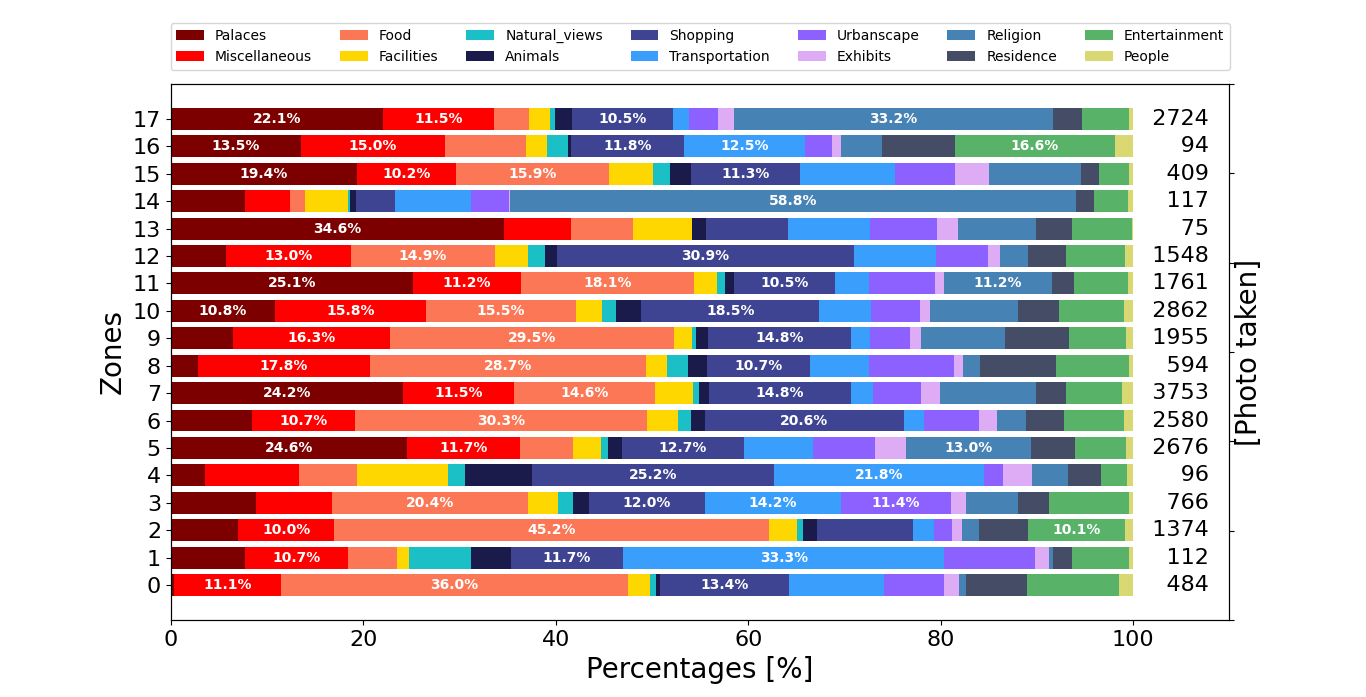 Palaces Food Natural_views Shopping Urbanscape Religion Entertainment
Miscellaneous Facilities Animals Transportation Exhibits Residence People
17 22.1% 11.5% 10.5% 33.2% 2724
16 13.5% 15.0% 11.8% 12.5% 16.6% 94
15 19.4% 10.2% 15.9% 11.3% 409
14 58.8% 117
13 34.6% 75
12 13.0% 14.9% 30.9% 1548
11 25.1% 11.2% 18.1% 10.5% 11.2% 1761
10 10.8% 15.8% 15.5% 18.5% 2862
9 16.3% 29.5% 14.8% 1955
8 17.8% 28.7% 10.7% 594
7 24.2% 11.5% 14.6% 14.8% 3753
6 10.7% 30.3% 20.6% 2580
5 24.6% 11.7% 12.7% 13.0% 2676
4 25.2% 21.8% 96
3 20.4% 12.0% 14.2% 11.4% 766
2 10.0% 45.2% 10.1% 1374
1 10.7% 11.7% 33.3% 112
0 11.1% 36.0% 13.4% 484
0 20 40 60 80 100
Percentages [%]
Zones
[Photo taken]